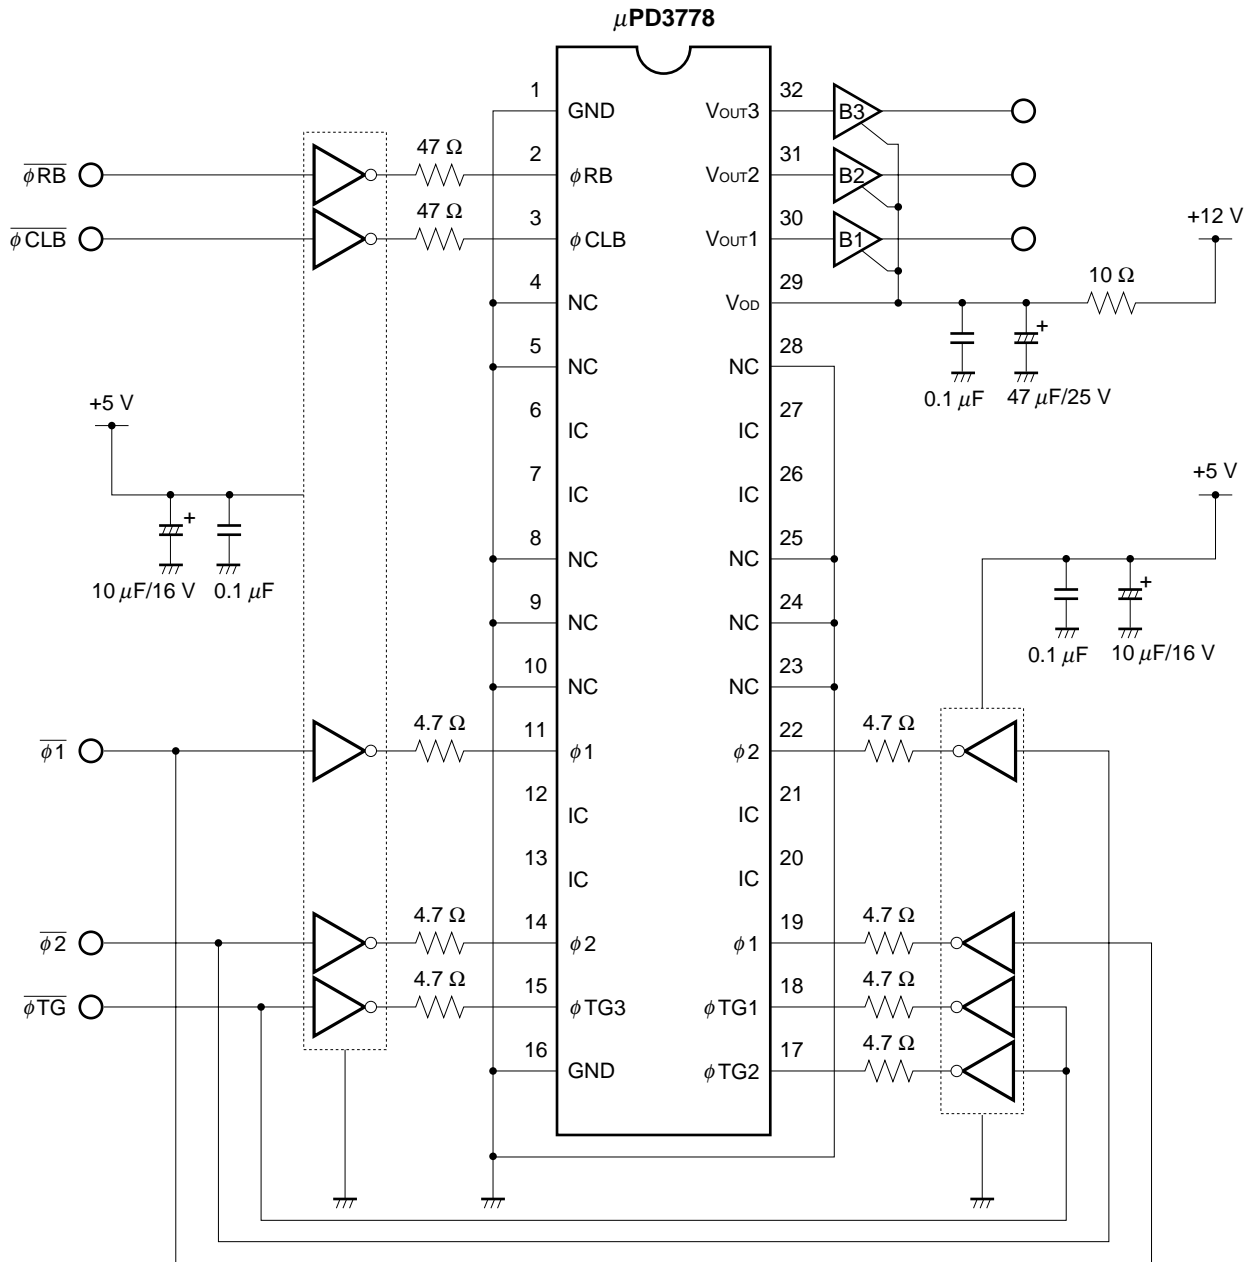 μPD3778
1 GND VOUT3 32 B3
φRB 47 Ω 2 φRB VOUT2 31 B2
φCLB 47 Ω 3 φCLB VOUT1 30 B1 +12 V
4 NC VOD 29 10 Ω
5 NC NC 28 0.1 μF 47 μF/25 V +
+5 V 6 IC IC 27
7 IC IC 26 +5 V
+ 8 NC NC 25
10 μF/16 V 0.1 μF
9 NC NC 24 +
0.1 μF 10 μF/16 V
10 NC NC 23
φ1 4.7 Ω 11 φ1 φ2 22 4.7 Ω
12 IC IC 21
13 IC IC 20
φ2 4.7 Ω 14 φ2 φ1 19 4.7 Ω
φTG 4.7 Ω 15 φTG3 φTG1 18 4.7 Ω
16 GND φTG2 17 4.7 Ω